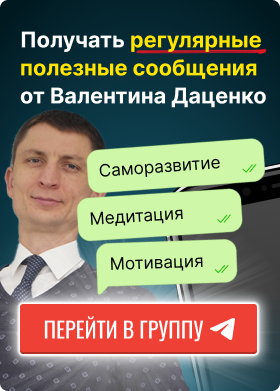 Получать регулярные
полезные сообщения
от Валентина Даценко
Саморазвитие
Медитация
Мотивация
ПЕРЕЙТИ В ГРУППУ